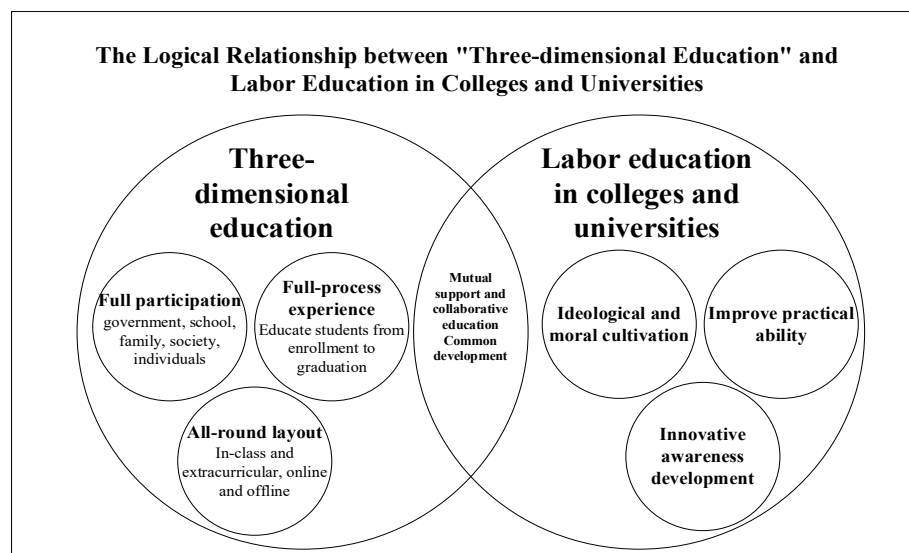 The Logical Relationship between "Three-dimensional Education" and
Labor Education in Colleges and Universities
Three-
dimensional
education
Full participation
government, school,
family, society,
individuals
Full-process
experience
Educate students from
enrollment to
graduation
All-round layout
In-class and
extracurricular, online
and offline
Mutual
support and
collaborative
education
Common
development
Labor education
in colleges and
universities
Ideological and
moral cultivation
Improve practical
ability
Innovative
awareness
development